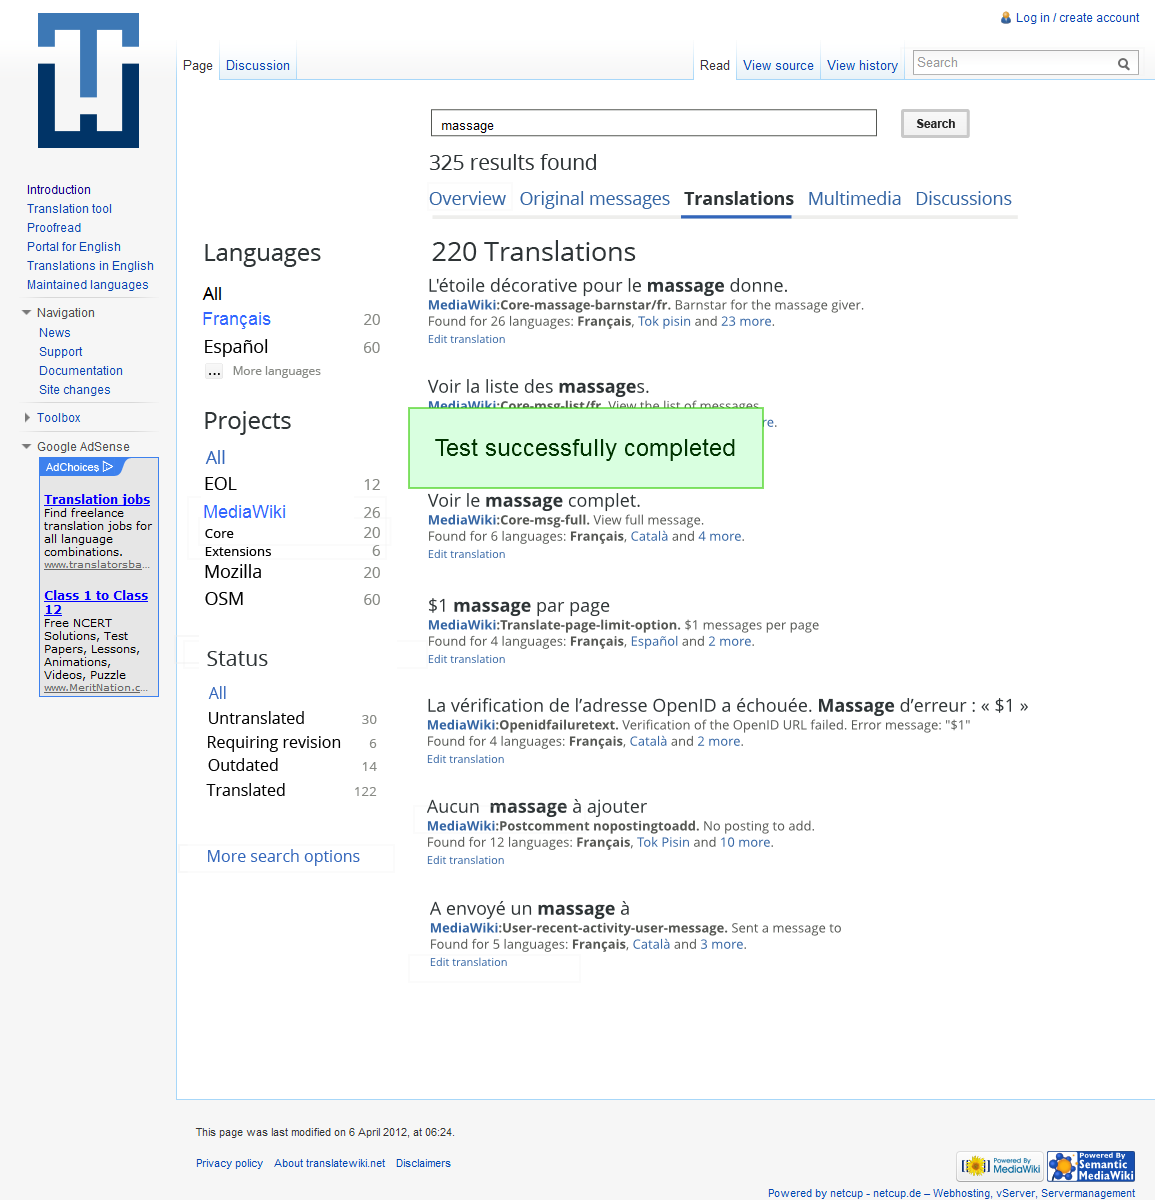 Log in / create account
Page
Discussion
Read
View source
View history
Search
massage
Search
325 results found
Overview
Original messages
Translations
Multimedia
Discussions
Introduction
Translation tool
Proofread
Portal for English
Translations in English
Maintained languages
Navigation
News
Support
Documentation
Site changes
Toolbox
Google AdSense
AdChoices
Translation jobs
Find freelance
translation jobs for
all language
combinations.
www.translatorsba...
Class 1 to Class
12
Free NCERT
Solutions, Test
Papers, Lessons,
Animations,
Videos, Puzzle
www.MeritNation.c...
Languages
All
Français 20
Español 60
... More languages
Projects
All
EOL 12
MediaWiki 26
Core 20
Extensions 6
Mozilla 20
OSM 60
Status
All
Untranslated 30
Requiring revision 6
Outdated 14
Translated 122
More search options
220 Translations
L'étoile décorative pour le massage donne.
MediaWiki:Core-massage-barnstar/fr. Barnstar for the massage giver.
Found for 26 languages: Français, Tok pisin and 23 more.
Edit translation
Voir la liste des massages.
MediaWiki:Core-msg-list/fr. View the list of messages
re.
Test successfully completed
Voir le massage complet.
MediaWiki:Core-msg-full. View full message.
Found for 6 languages: Français, Català and 4 more.
Edit translation
$1 massage par page
MediaWiki:Translate-page-limit-option. $1 messages per page
Found for 4 languages: Français, Español and 2 more.
Edit translation
La vérification de l’adresse OpenID a échouée. Massage d’erreur : « $1 »
MediaWiki:Openidfailuretext. Verification of the OpenID URL failed. Error message: "$1"
Found for 4 languages: Français, Català and 2 more.
Edit translation
Aucun massage à ajouter
MediaWiki:Postcomment nopostingtoadd. No posting to add.
Found for 12 languages: Français, Tok Pisin and 10 more.
Edit translation
A envoyé un massage à
MediaWiki:User-recent-activity-user-message. Sent a message to
Found for 5 languages: Français, Català and 3 more.
Edit translation
This page was last modified on 6 April 2012, at 06:24.
Privacy policy
About translatewiki.net
Disclaimers
Powered By
MediaWiki
Powered By
Semantic
MediaWiki
Powered by netcup - netcup.de – Webhosting, vServer, Servermanagement